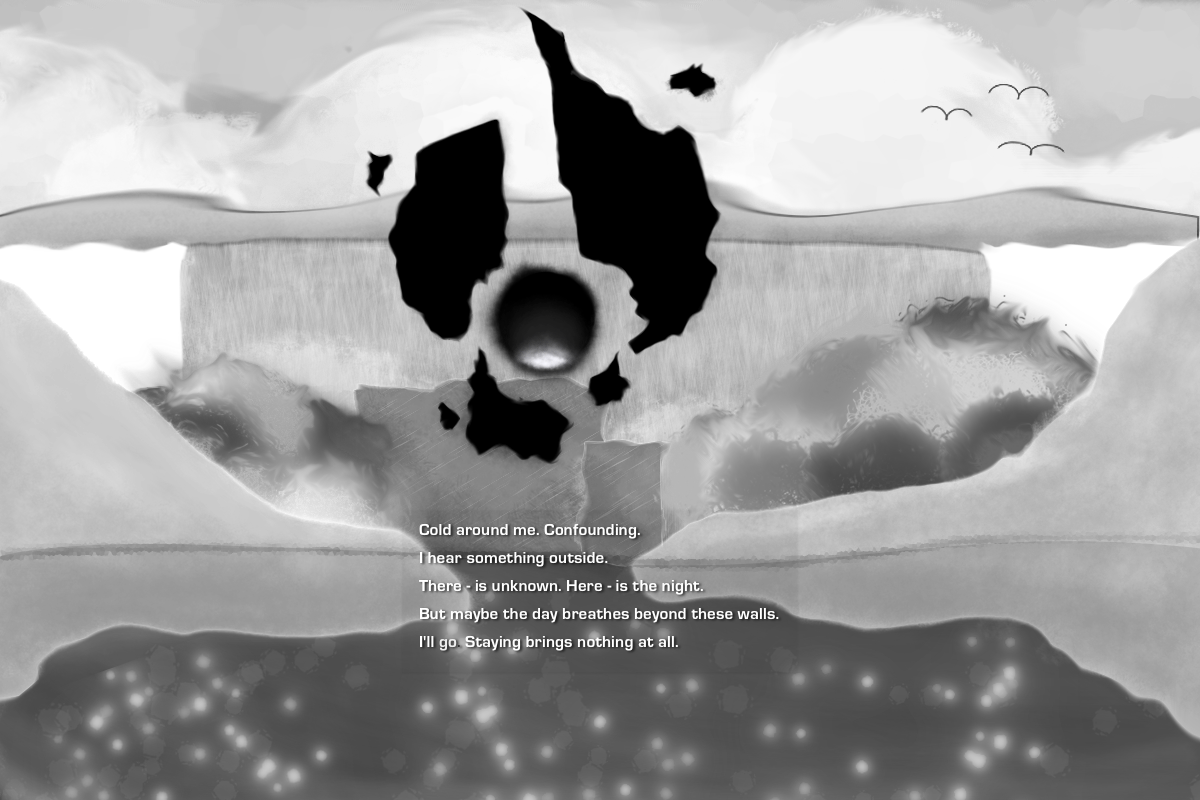 Cold around me. Confounding.
I hear something outside.
There - is unknown. Here - is the night.
But maybe the day breathes beyond these walls.
I'll go. Staying brings nothing at all.